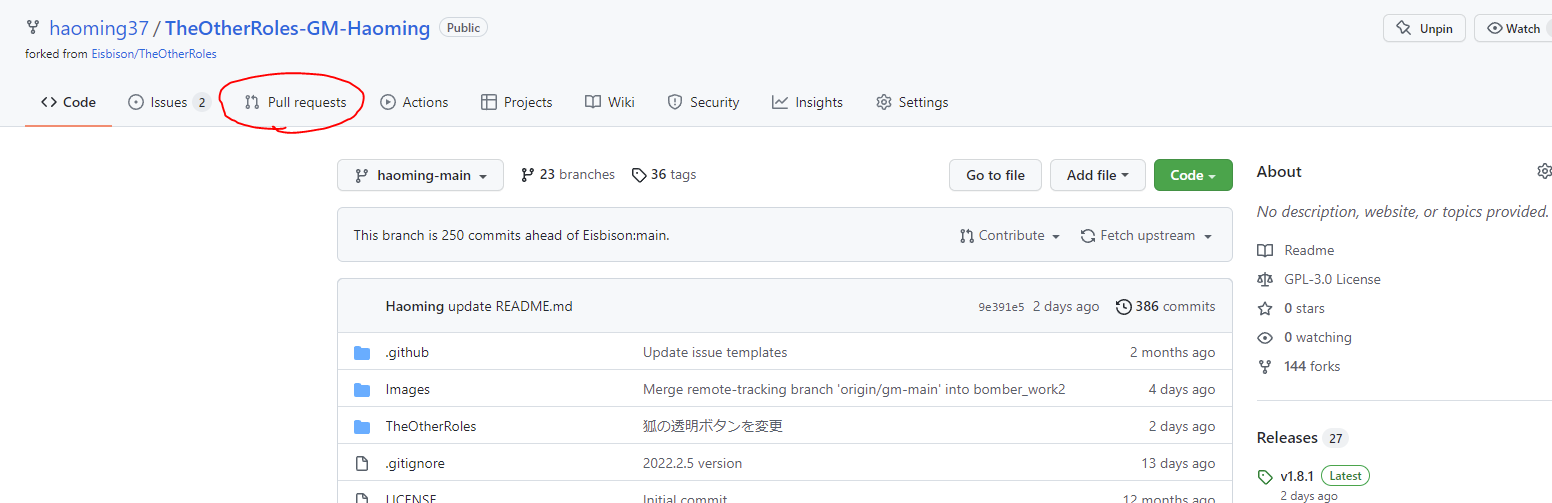 haoming37 / TheOtherRoles-GM-Haoming Public
Unpin
Watch
forked from Eisbison/TheOtherRoles
<> Code
Issues 2
Pull requests
Actions
Projects
Wiki
Security
Insights
Settings
haoming-main
23 branches
36 tags
Go to file
Add file
Code
This branch is 250 commits ahead of Eisbison:main.
Contribute
Fetch upstream
Haoming update README.md
9e391e5 2 days ago
386 commits
.github Update issue templates 2 months ago
Images Merge remote-tracking branch 'origin/gm-main' into bomber_work2 4 days ago
TheOtherRoles 狐の透明ボタンを変更 2 days ago
.gitignore 2022.2.5 version 13 days ago
LICENSE Initial commit 12 months ago
About
No description, website, or topics provided.
Readme
GPL-3.0 License
0 stars
0 watching
144 forks
Releases 27
v1.8.1 Latest
2 days ago